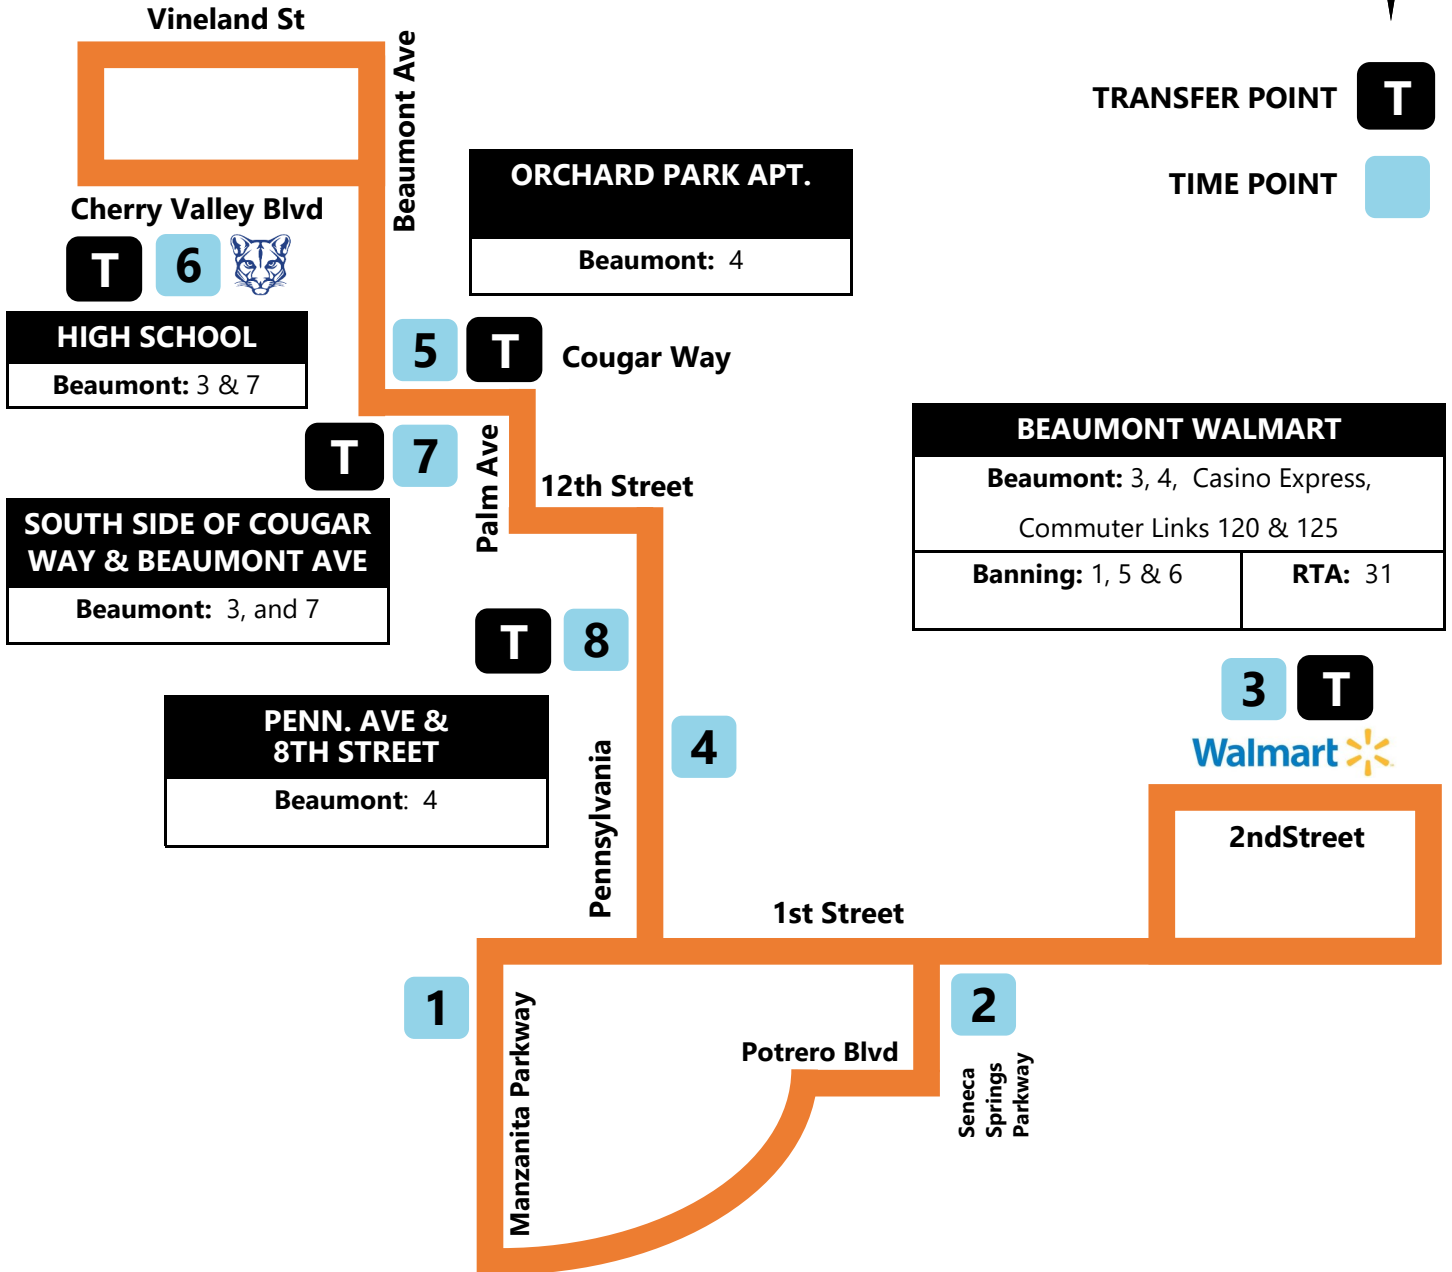 Vineland St
Beaumont Ave
TRANSFER POINT T
TIME POINT
ORCHARD PARK APT.
Beaumont: 4
Cherry Valley Blvd
T 6
HIGH SCHOOL
Beaumont: 3 & 7
5 T Cougar Way
T 7
Palm Ave
12th Street
SOUTH SIDE OF COUGAR
WAY & BEAUMONT AVE
Beaumont: 3, and 7
BEAUMONT WALMART
Beaumont: 3, 4, Casino Express,
Commuter Links 120 & 125
Banning: 1, 5 & 6
RTA: 31
T 8
3 T
Walmart
PENN. AVE &
8TH STREET
Beaumont: 4
Pennsylvania
4
2ndStreet
1st Street
1
Manzanita Parkway
2
Potrero Blvd
Seneca
Springs
Parkway